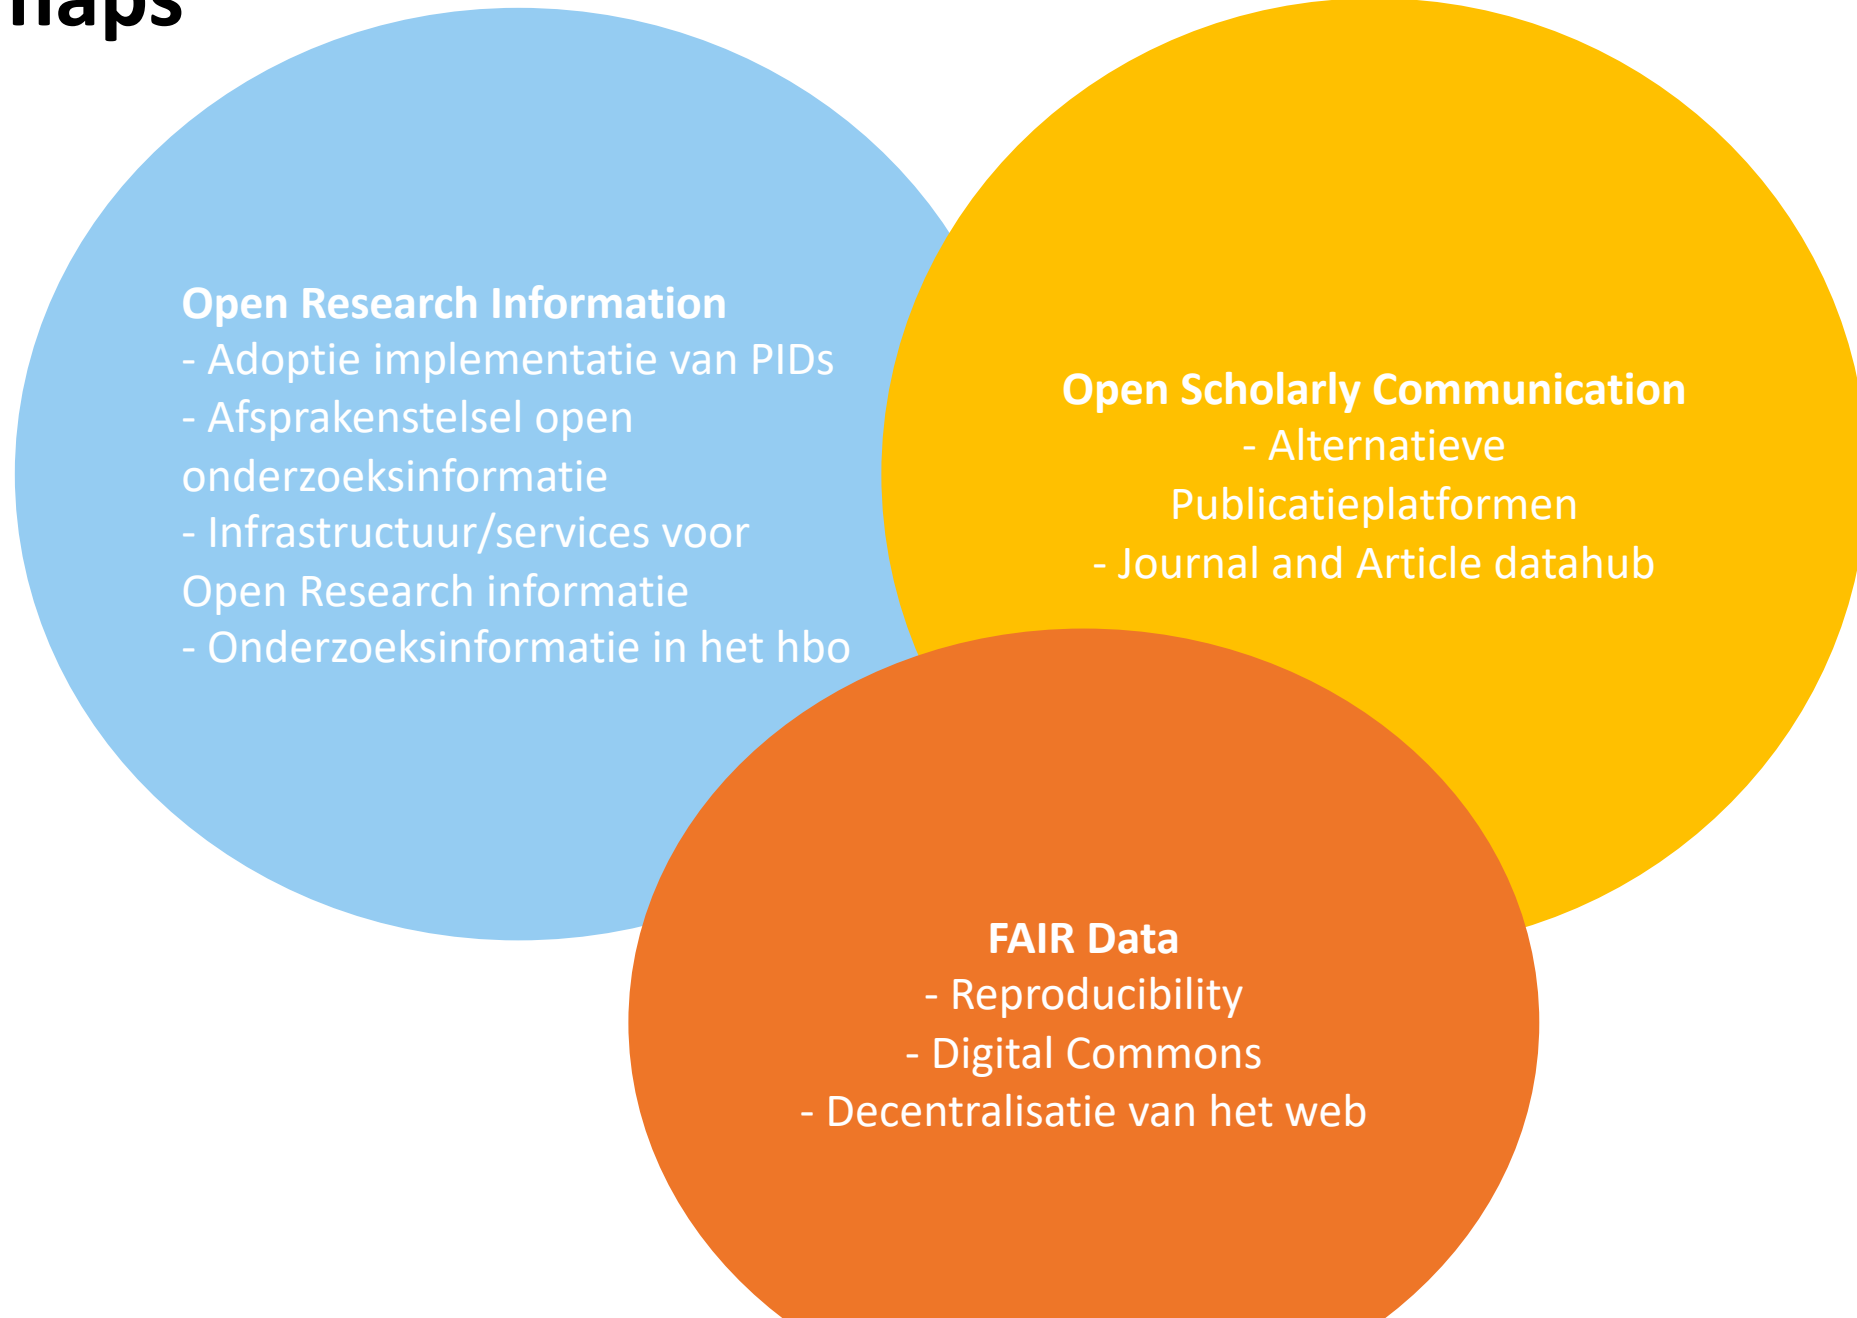 naps
Open Research Information
- Adoptie implementatie van PIDs
- Afsprakenstelsel open
onderzoeksinformatie
- Infrastructuur/services voor
Open Research informatie
- Onderzoeksinformatie in het hbo
Open Scholarly Communication
- Alternatieve
Publicatieplatformen
- Journal and Article datahub
FAIR Data
- Reproducibility
- Digital Commons
- Decentralisatie van het web